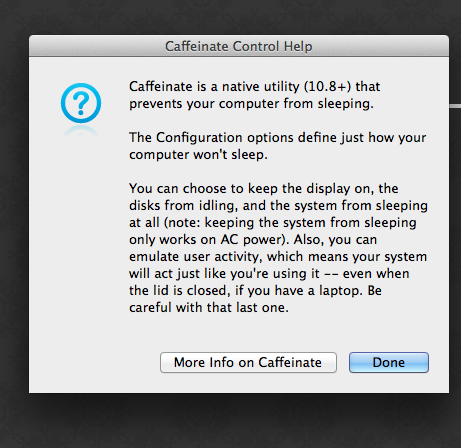 Caffeinate Control Help
Caffeinate is a native utility (10.8+) that
prevents your computer from sleeping.
The Configuration options define just how your
computer won't sleep.
You can choose to keep the display on, the
disks from idling, and the system from sleeping
at all (note: keeping the system from sleeping
only works on AC power). Also, you can
emulate user activity, which means your system
will act just like you're using it -- even when
the lid is closed, if you have a laptop. Be
careful with that last one.
More Info on Caffeinate
Done